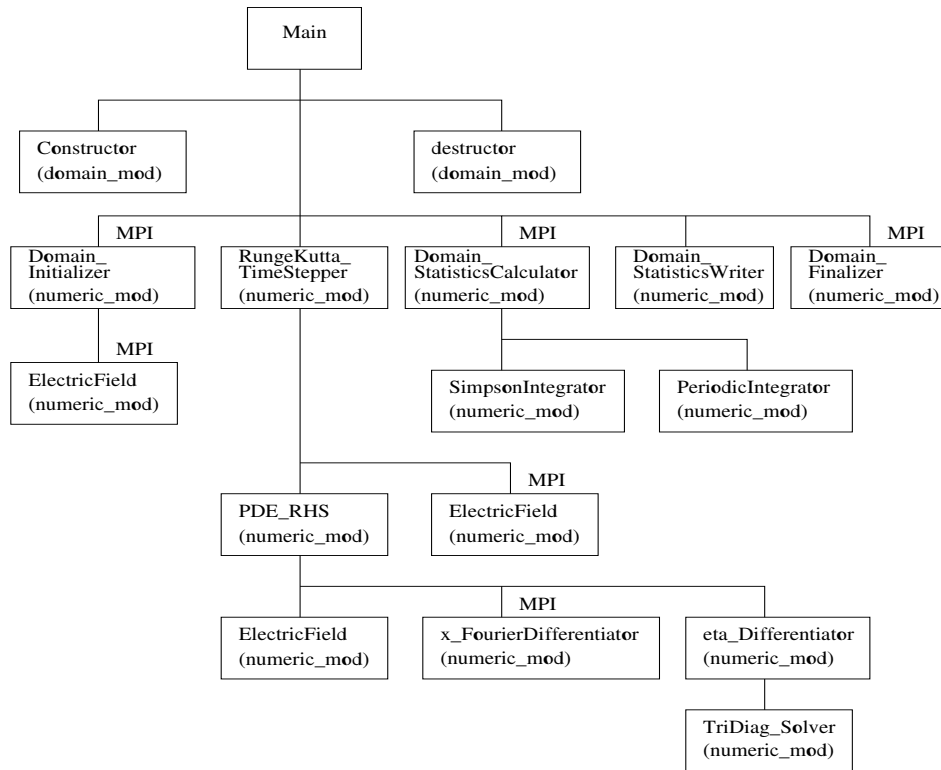 Main
Constructor
(domain_mod)
destructor
(domain_mod)
MPI
Domain_
Initializer
(numeric_mod)
RungeKutta_
TimeStepper
(numeric_mod)
MPI
Domain_
StatisticsCalculator
(numeric_mod)
Domain_
StatisticsWriter
(numeric_mod)
MPI
Domain_
Finalizer
(numeric_mod)
MPI
ElectricField
(numeric_mod)
SimpsonIntegrator
(numeric_mod)
PeriodicIntegrator
(numeric_mod)
PDE_RHS
(numeric_mod)
MPI
ElectricField
(numeric_mod)
ElectricField
(numeric_mod)
MPI
x_FourierDifferentiator
(numeric_mod)
eta_Differentiator
(numeric_mod)
TriDiag_Solver
(numeric_mod)